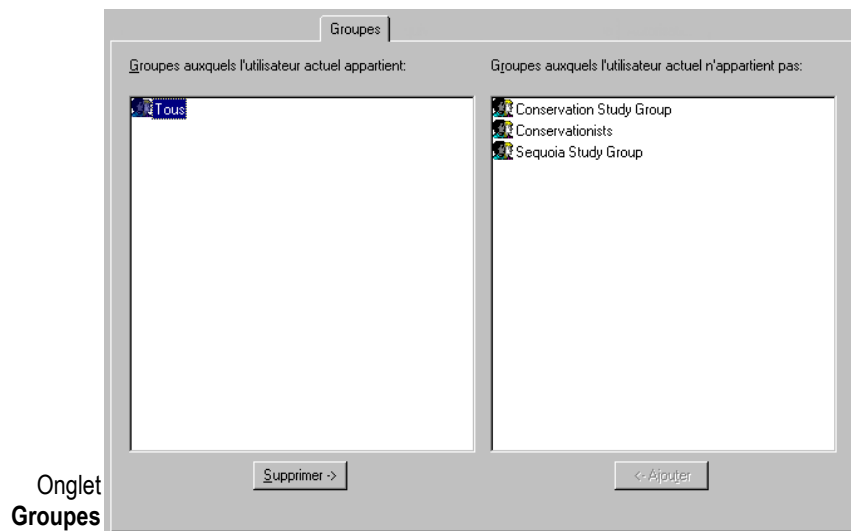 Groupes
Groupes auxquels l'utilisateur actuel appartient:
Groupes auxquels l'utilisateur actuel n'appartient pas:
Tous
Conservation Study Group
Conservationists
Sequoia Study Group
Supprimer ->
<- Ajouter
Onglet
Groupes